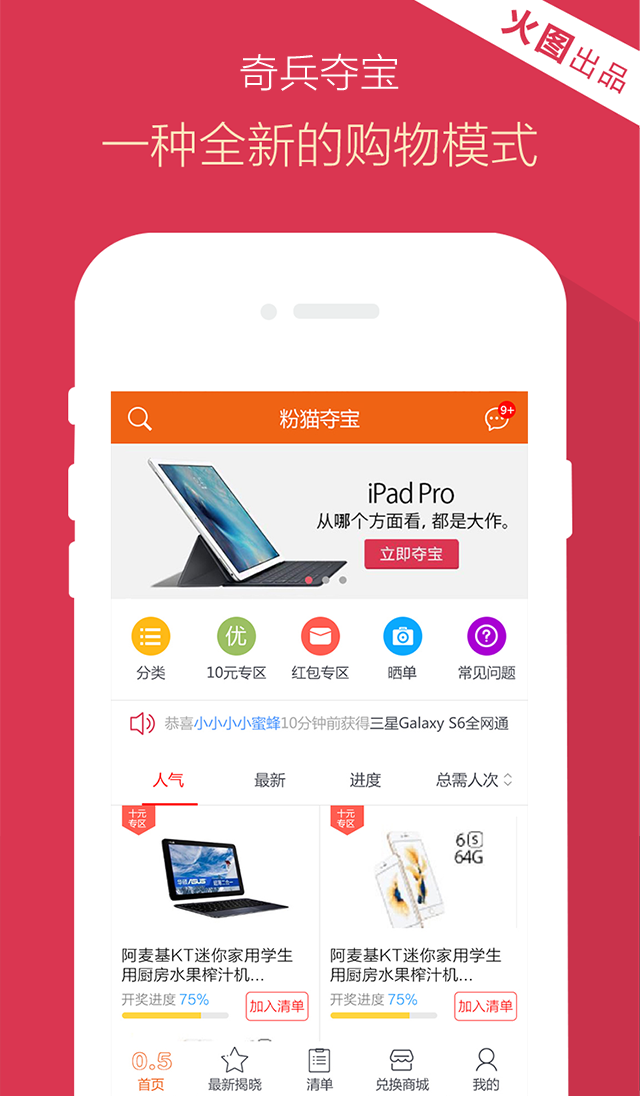 火图出品
奇兵夺宝
一种全新的购物模式
粉猫夺宝
9+
iPad Pro
从哪个方面看，都是大作。
立即夺宝
优
分类
10元专区
红包专区
晒单
常见问题
恭喜小小小小蜜蜂10分钟前获得三星Galaxy S6全网通
人气
最新
进度
总需人次
十元
专区
华硕 ASUS
十元
专区
6S
64G
阿麦基KT迷你家用学生
用厨房水果榨汁机...
开奖进度 75%
加入清单
阿麦基KT迷你家用学生
用厨房水果榨汁机...
开奖进度 75%
加入清单
0.5
首页
最新揭晓
清单
兑换商城
我的